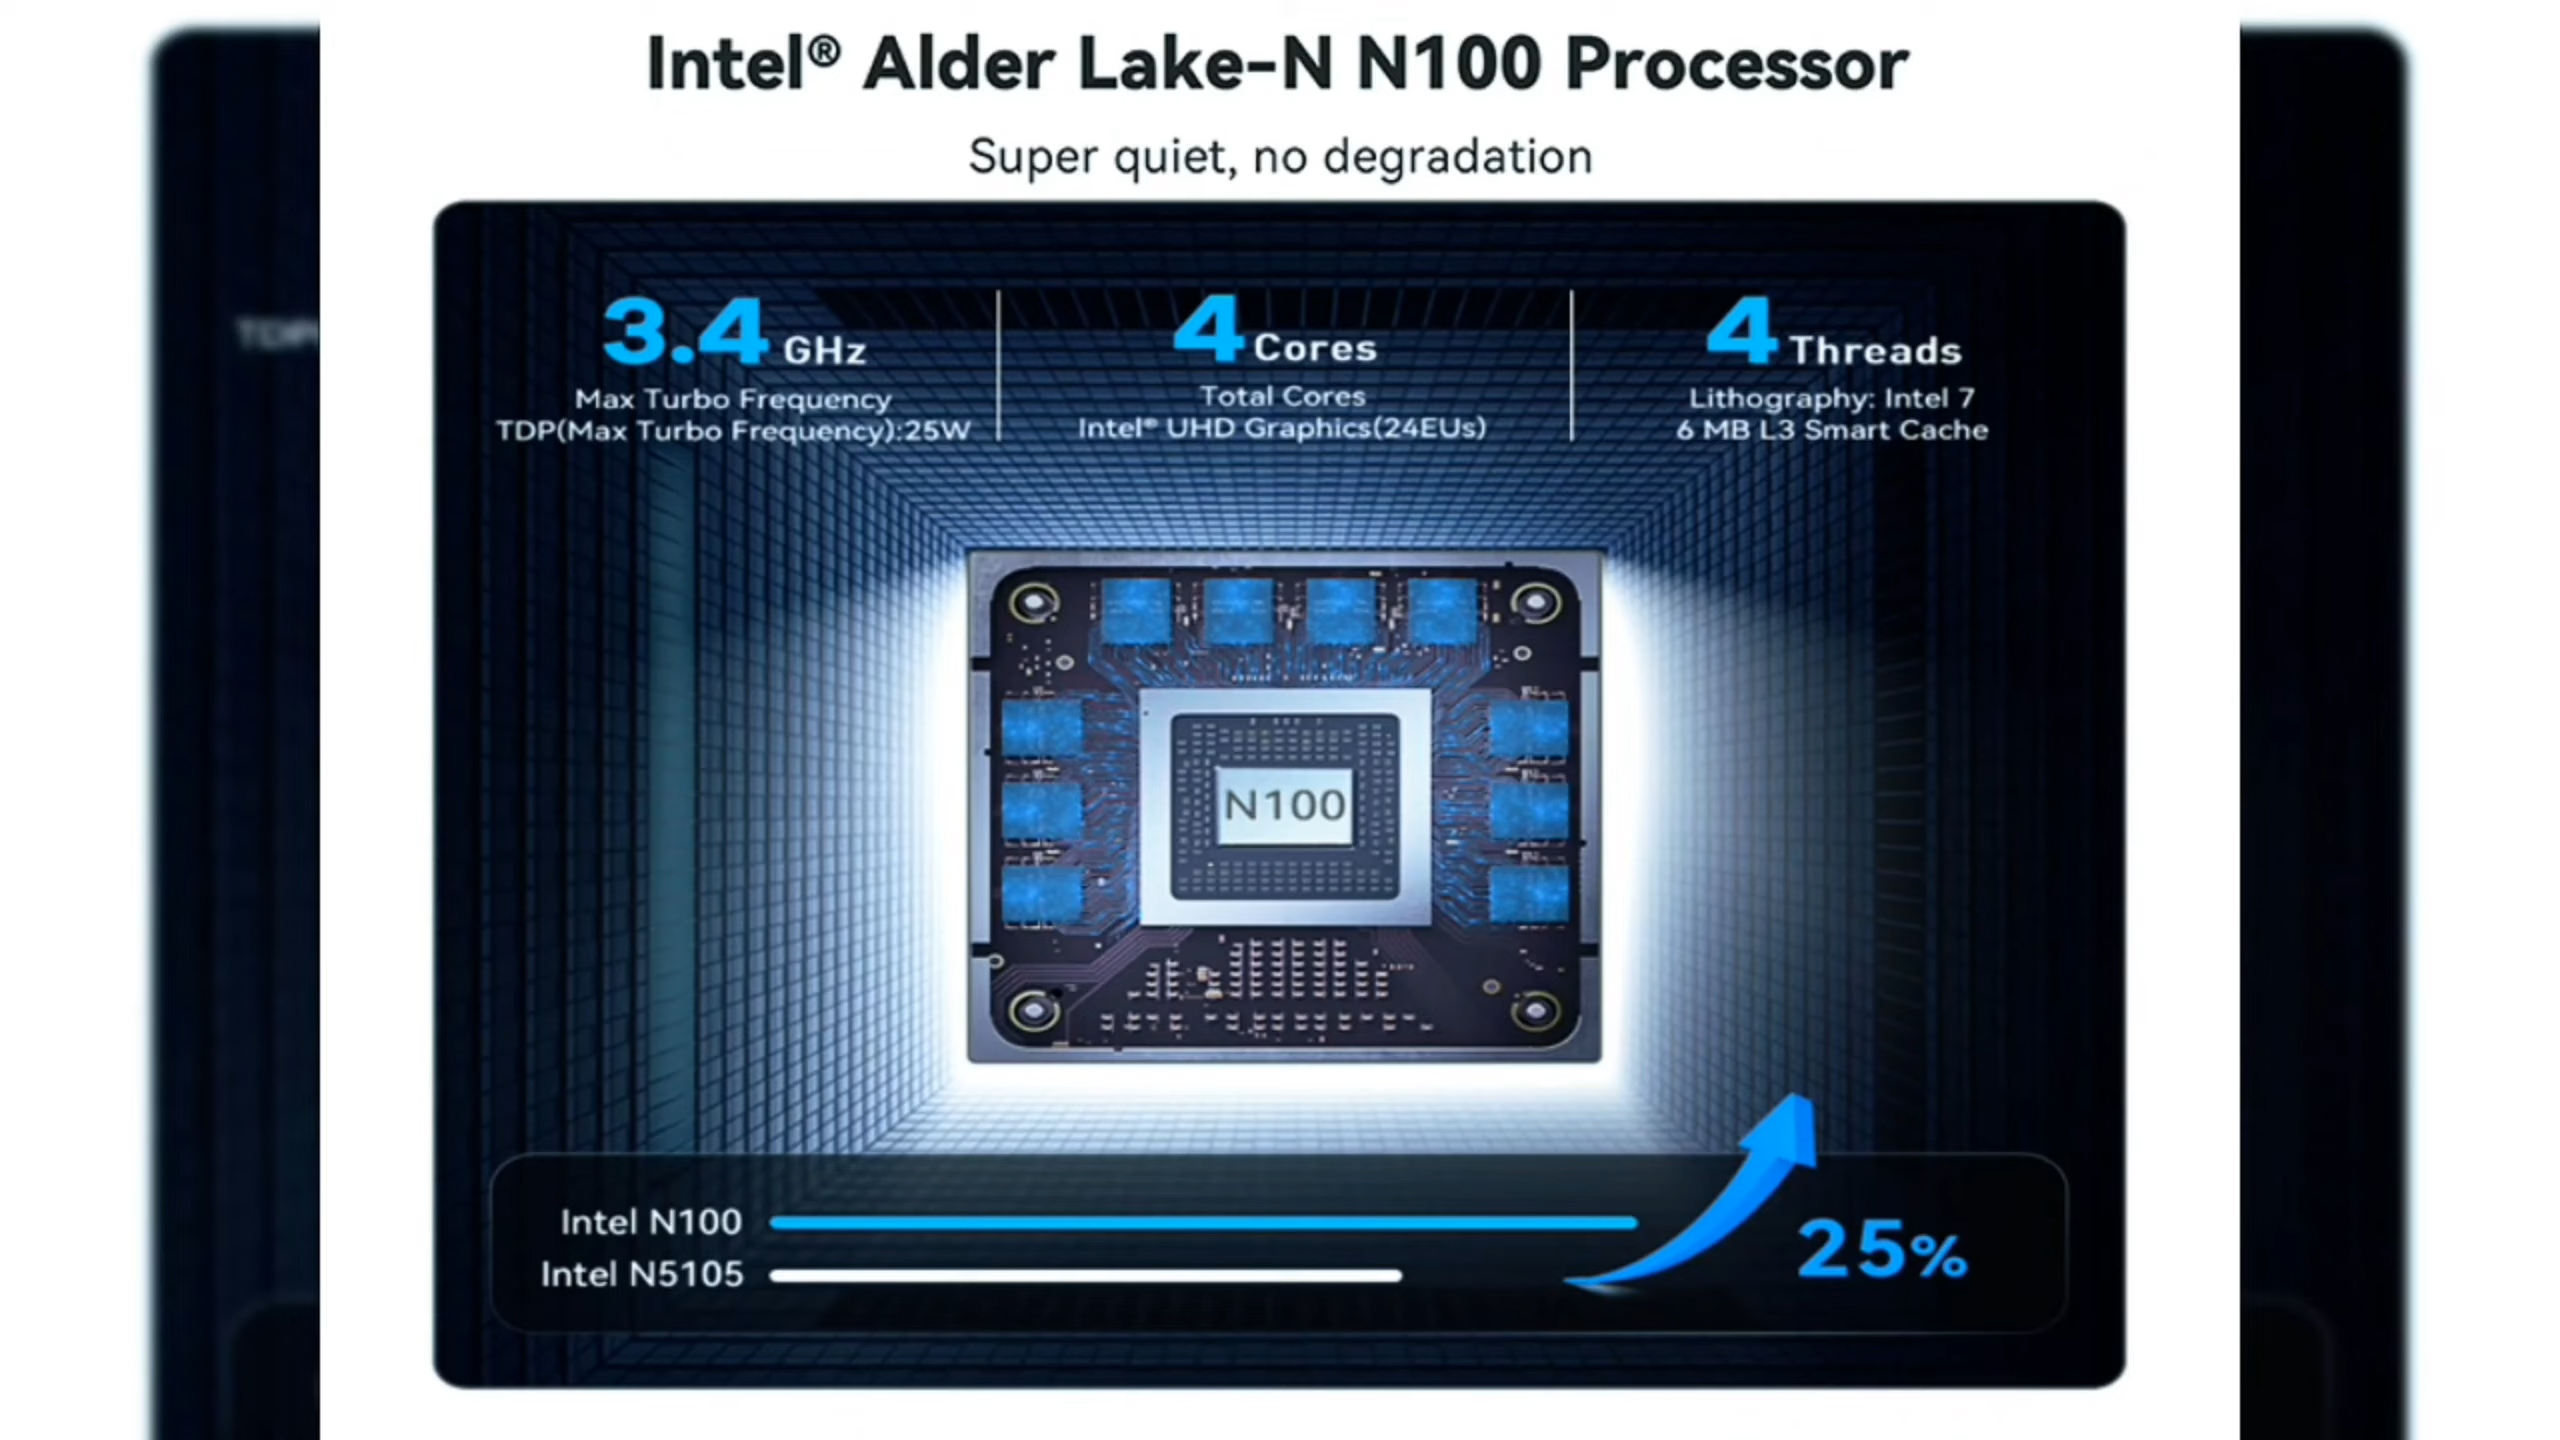 Intel® Alder Lake-N N100 Processor
Super quiet, no degradation
3.4 GHz
Max Turbo Frequency
TDP(Max Turbo Frequency):25W
4 Cores
Total Cores
Intel® UHD Graphics(24EUs)
4 Threads
Lithography: Intel 7
6 MB L3 Smart Cache
TDP
N100
Intel N100
Intel N5105
25%